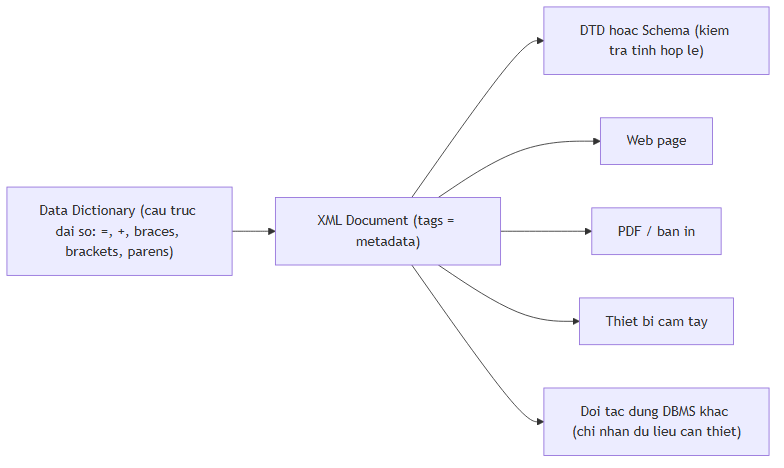 Data Dictionary (cau truc
dai so: =, +, braces,
brackets, parens)
XML Document (tags =
metadata)
DTD hoac Schema (kiem
tra tinh hop le)
Web page
PDF / ban in
Thiet bi cam tay
Doi tac dung DBMS khac
(chi nhan du lieu can thiet)